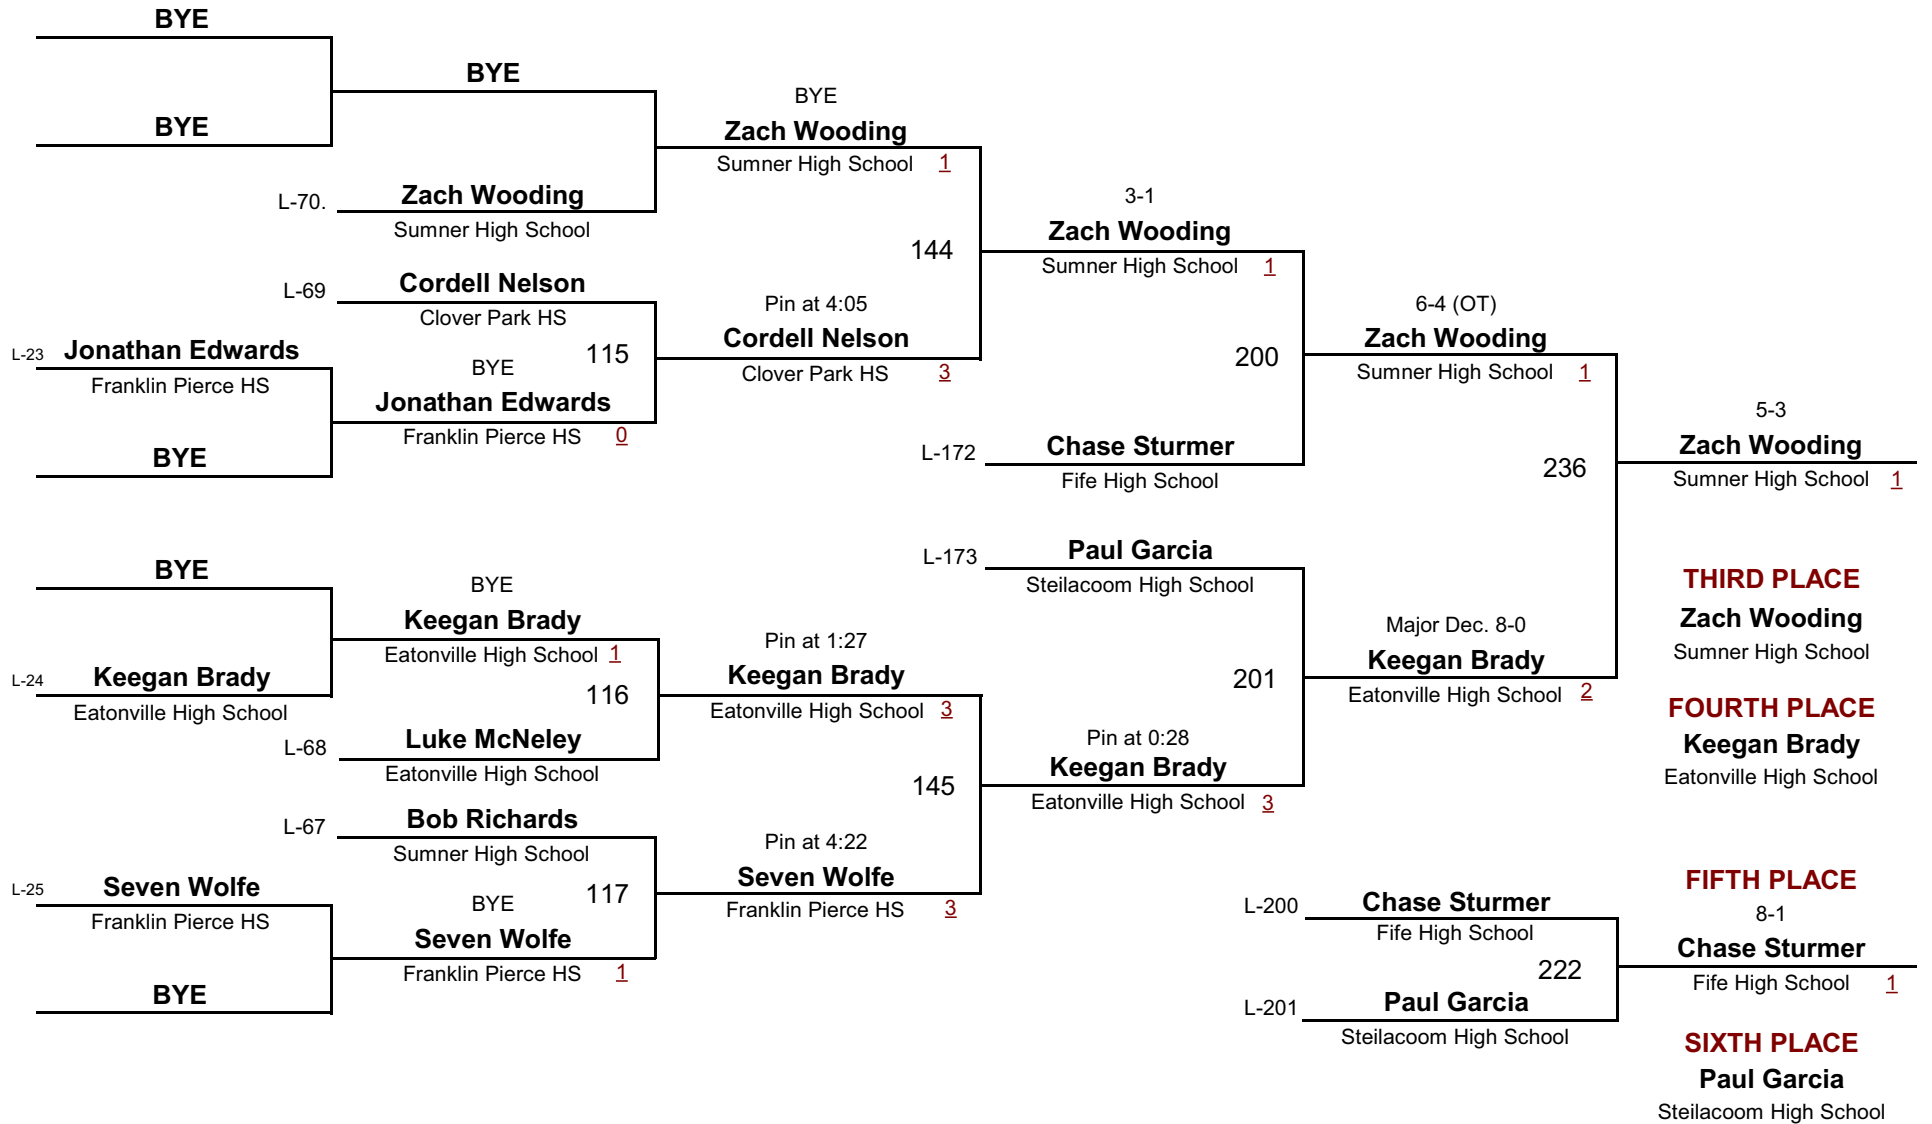 BYE
BYE
BYE
L-70.
Zach Wooding
Sumner High School
BYE
Zach Wooding
Sumner High School 1
L-69
Cordell Nelson
Clover Park HS
L-23
Jonathan Edwards
Franklin Pierce HS
BYE
BYE
Jonathan Edwards
Franklin Pierce HS 0
115
Pin at 4:05
Cordell Nelson
Clover Park HS 3
144
3-1
Zach Wooding
Sumner High School 1
L-172
Chase Sturmer
Fife High School
200
6-4 (OT)
Zach Wooding
Sumner High School 1
236
5-3
Zach Wooding
Sumner High School 1
BYE
L-24
Keegan Brady
Eatonville High School
BYE
Keegan Brady
Eatonville High School 1
116
L-68
Luke McNeley
Eatonville High School
Pin at 1:27
Keegan Brady
Eatonville High School 3
L-67
Bob Richards
Sumner High School
L-25
Seven Wolfe
Franklin Pierce HS
BYE
BYE
Seven Wolfe
Franklin Pierce HS 1
117
Pin at 4:22
Seven Wolfe
Franklin Pierce HS 3
145
Pin at 0:28
Keegan Brady
Eatonville High School 3
L-173
Paul Garcia
Steilacoom High School
201
Major Dec. 8-0
Keegan Brady
Eatonville High School 2
THIRD PLACE
Zach Wooding
Sumner High School
FOURTH PLACE
Keegan Brady
Eatonville High School
L-200
Chase Sturmer
Fife High School
222
L-201
Paul Garcia
Steilacoom High School
FIFTH PLACE
8-1
Chase Sturmer
Fife High School 1
SIXTH PLACE
Paul Garcia
Steilacoom High School